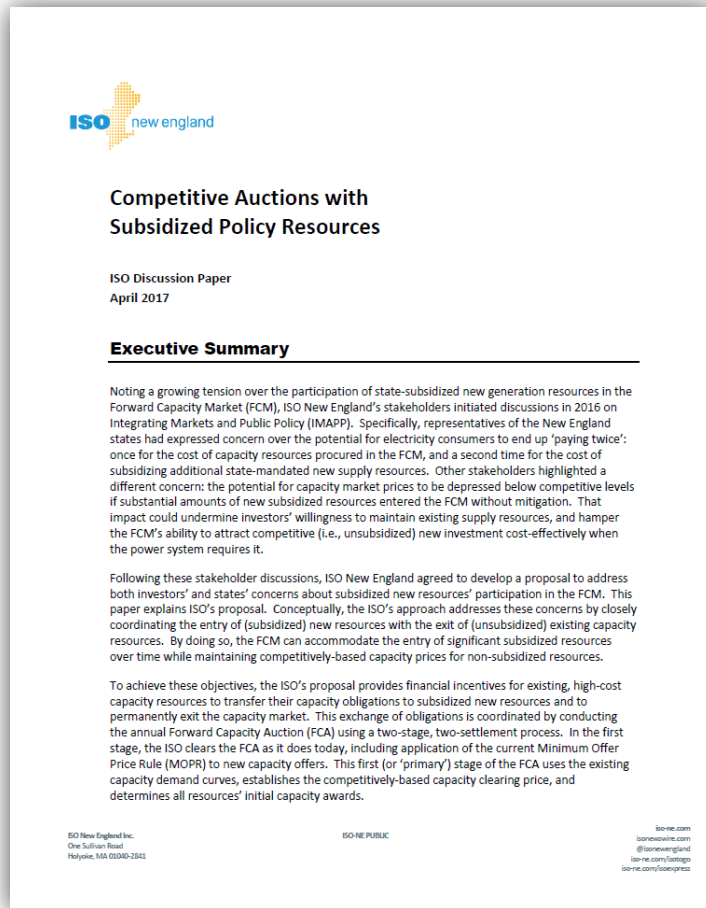 ISO new england
Competitive Auctions with
Subsidized Policy Resources
ISO Discussion Paper
April 2017
Executive Summary
Noting a growing tension over the participation of state-subsidized new generation resources in the
Forward Capacity Market (FCM), ISO New England's stakeholders initiated discussions in 2016 on
Integrating Markets and Public Policy (IMAPP). Specifically, representatives of the New England
states had expressed concern over the potential for electricity consumers to end up 'paying twice':
once for the cost of capacity resources procured in the FCM, and a second time for the cost of
subsidizing additional state-mandated new supply resources. Other stakeholders highlighted a
different concern: the potential for capacity market prices to be depressed below competitive levels
if substantial amounts of new subsidized resources entered the FCM without mitigation. That
impact could undermine investors' willingness to maintain existing supply resources, and hamper
the FCM's ability to attract competitive (i.e., unsubsidized) new investment cost-effectively when
the power system requires it.
Following these stakeholder discussions, ISO New England agreed to develop a proposal to address
both investors' and states' concerns about subsidized new resources' participation in the FCM. This
paper explains ISO's proposal. Conceptually, the ISO's approach addresses these concerns by closely
coordinating the entry of (subsidized) new resources with the exit of (unsubsidized) existing capacity
resources. By doing so, the FCM can accommodate the entry of significant subsidized resources
over time while maintaining competitively-based capacity prices for non-subsidized resources.
To achieve these objectives, the ISO's proposal provides financial incentives for existing, high-cost
capacity resources to transfer their capacity obligations to subsidized new resources and to
permanently exit the capacity market. This exchange of obligations is coordinated by conducting
the annual Forward Capacity Auction (FCA) using a two-stage, two-settlement process. In the first
stage, the ISO clears the FCA as it does today, including application of the current Minimum Offer
Price Rule (MOPR) to new capacity offers. This first (or 'primary') stage of the FCA uses the existing
capacity demand curves, establishes the competitively-based capacity clearing price, and
determines all resources' initial capacity awards.
ISO New England Inc.
One Sullivan Road
Holyoke, MA 01040-2841
ISO-NE PUBLIC
iso-ne.com
isonewswire.com
@isonewengland
iso-ne.com/isotogo
iso-ne.com/isoexpress